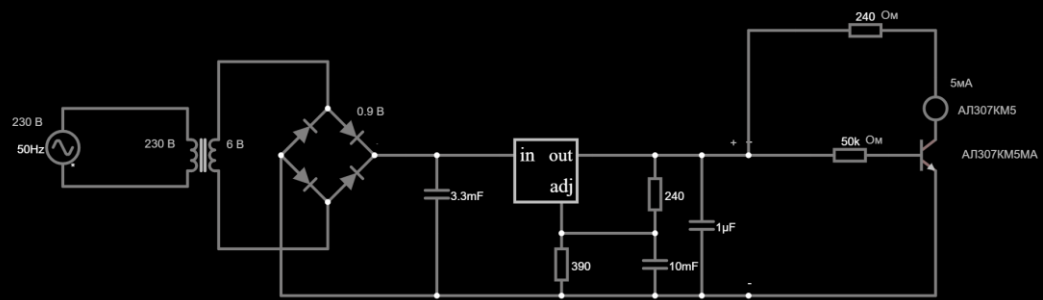 240 Ом
5мА
0.9 В
АЛ307КМ5
230 В
50Hz
230 В
6 В
in out
adj
+ -
50k Ом
АЛ307КМ5МА
3.3mF
240
1µF
390
10mF
-